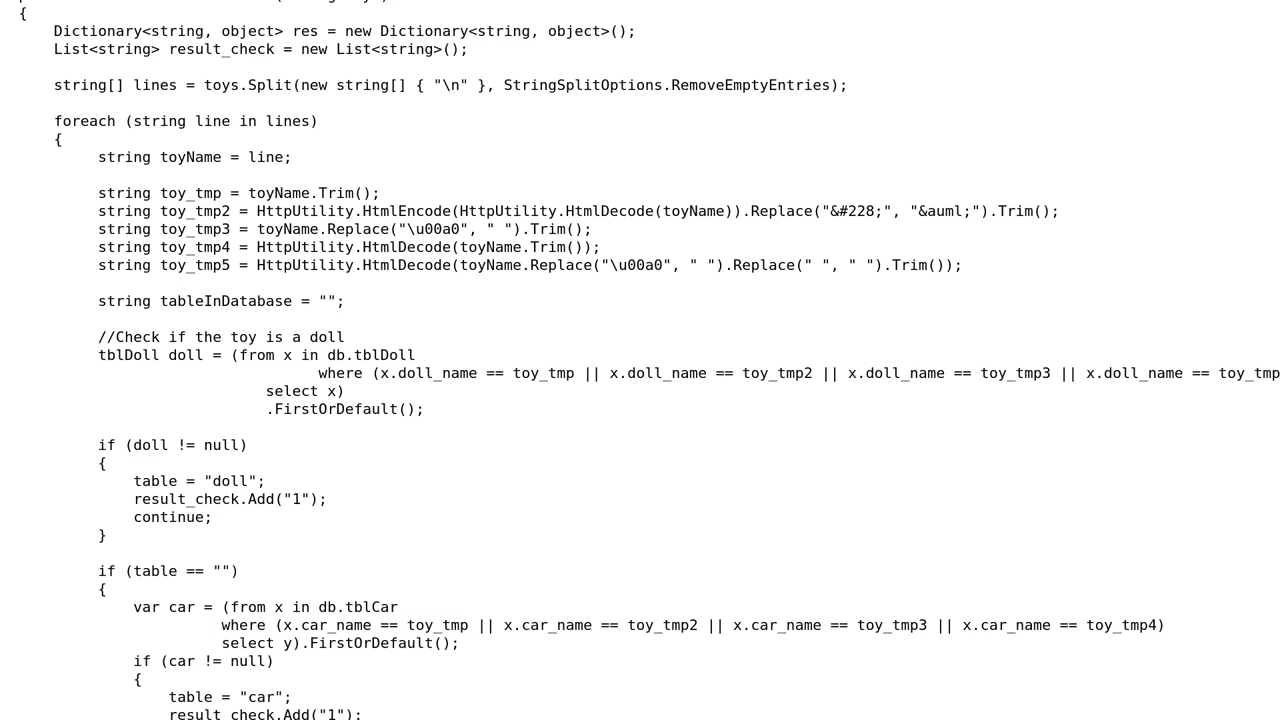 {
Dictionary<string, object> res = new Dictionary<string, object>();
List<string> result_check = new List<string>();
string[] lines = toys.Split(new string[] { "\n" }, StringSplitOptions.RemoveEmptyEntries);
foreach (string line in lines)
{
string toyName = line;
string toy_tmp = toyName.Trim();
string toy_tmp2 = HttpUtility.HtmlEncode(HttpUtility.HtmlDecode(toyName)).Replace("&#228;", "&auml;").Trim();
string toy_tmp3 = toyName.Replace("\u00a0", " ").Trim();
string toy_tmp4 = HttpUtility.HtmlDecode(toyName.Trim());
string toy_tmp5 = HttpUtility.HtmlDecode(toyName.Replace("\u00a0", " ").Replace(" ", " ").Trim());
string tableInDatabase = "";
//Check if the toy is a doll
tblDoll doll = (from x in db.tblDoll
where (x.doll_name == toy_tmp || x.doll_name == toy_tmp2 || x.doll_name == toy_tmp3 || x.doll_name == toy_tmp
select x)
.FirstOrDefault();
if (doll != null)
{
table = "doll";
result_check.Add("1");
continue;
}
if (table == "")
{
var car = (from x in db.tblCar
where (x.car_name == toy_tmp || x.car_name == toy_tmp2 || x.car_name == toy_tmp3 || x.car_name == toy_tmp4)
select y).FirstOrDefault();
if (car != null)
{
table = "car";
result_check.Add("1");